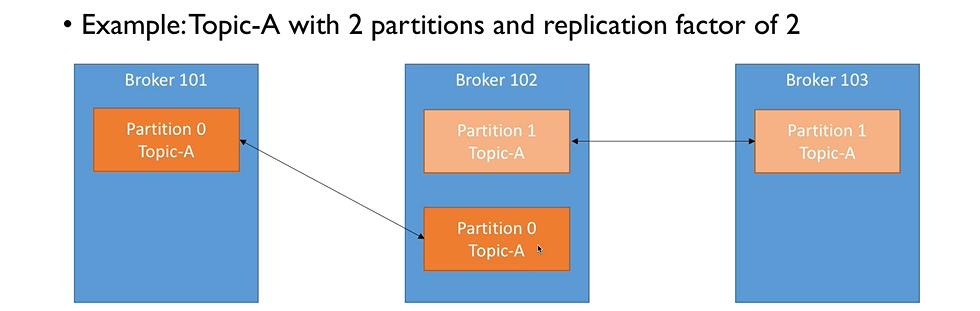 • Example: Topic-A with 2 partitions and replication factor of 2
Broker 101
Partition 0
Topic-A
Broker 102
Partition 1
Topic-A
Partition 0
Topic-A
Broker 103
Partition 1
Topic-A